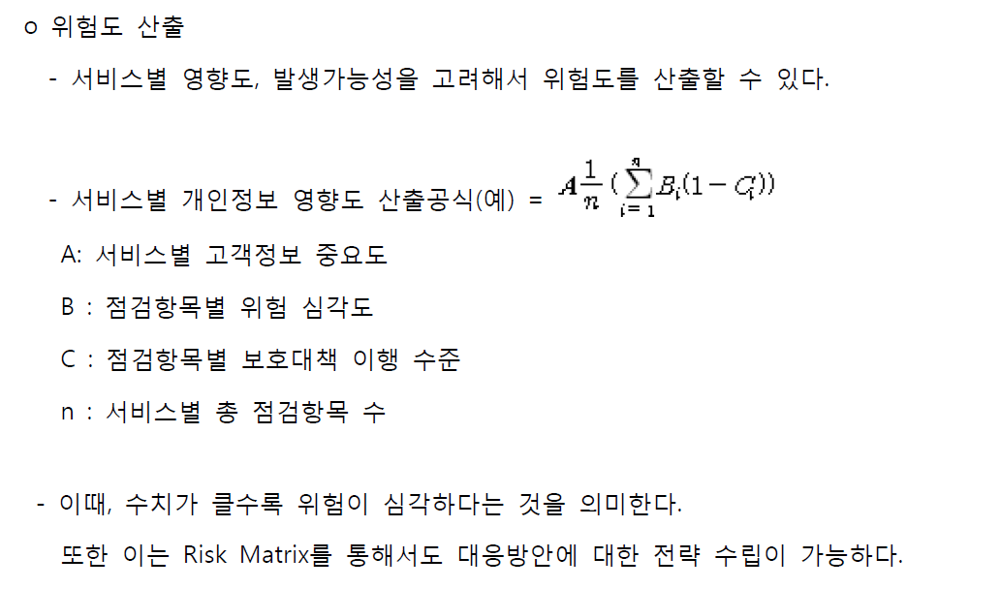 ㅇ 위험도 산출
- 서비스별 영향도, 발생가능성을 고려해서 위험도를 산출할 수 있다.
- 서비스별 개인정보 영향도 산출공식(예) = A 1/n (∑_{i=1}^{n} B_i(1-C_i))
A: 서비스별 고객정보 중요도
B : 점검항목별 위험 심각도
C : 점검항목별 보호대책 이행 수준
n : 서비스별 총 점검항목 수
- 이때, 수치가 클수록 위험이 심각하다는 것을 의미한다.
또한 이는 Risk Matrix를 통해서도 대응방안에 대한 전략 수립이 가능하다.